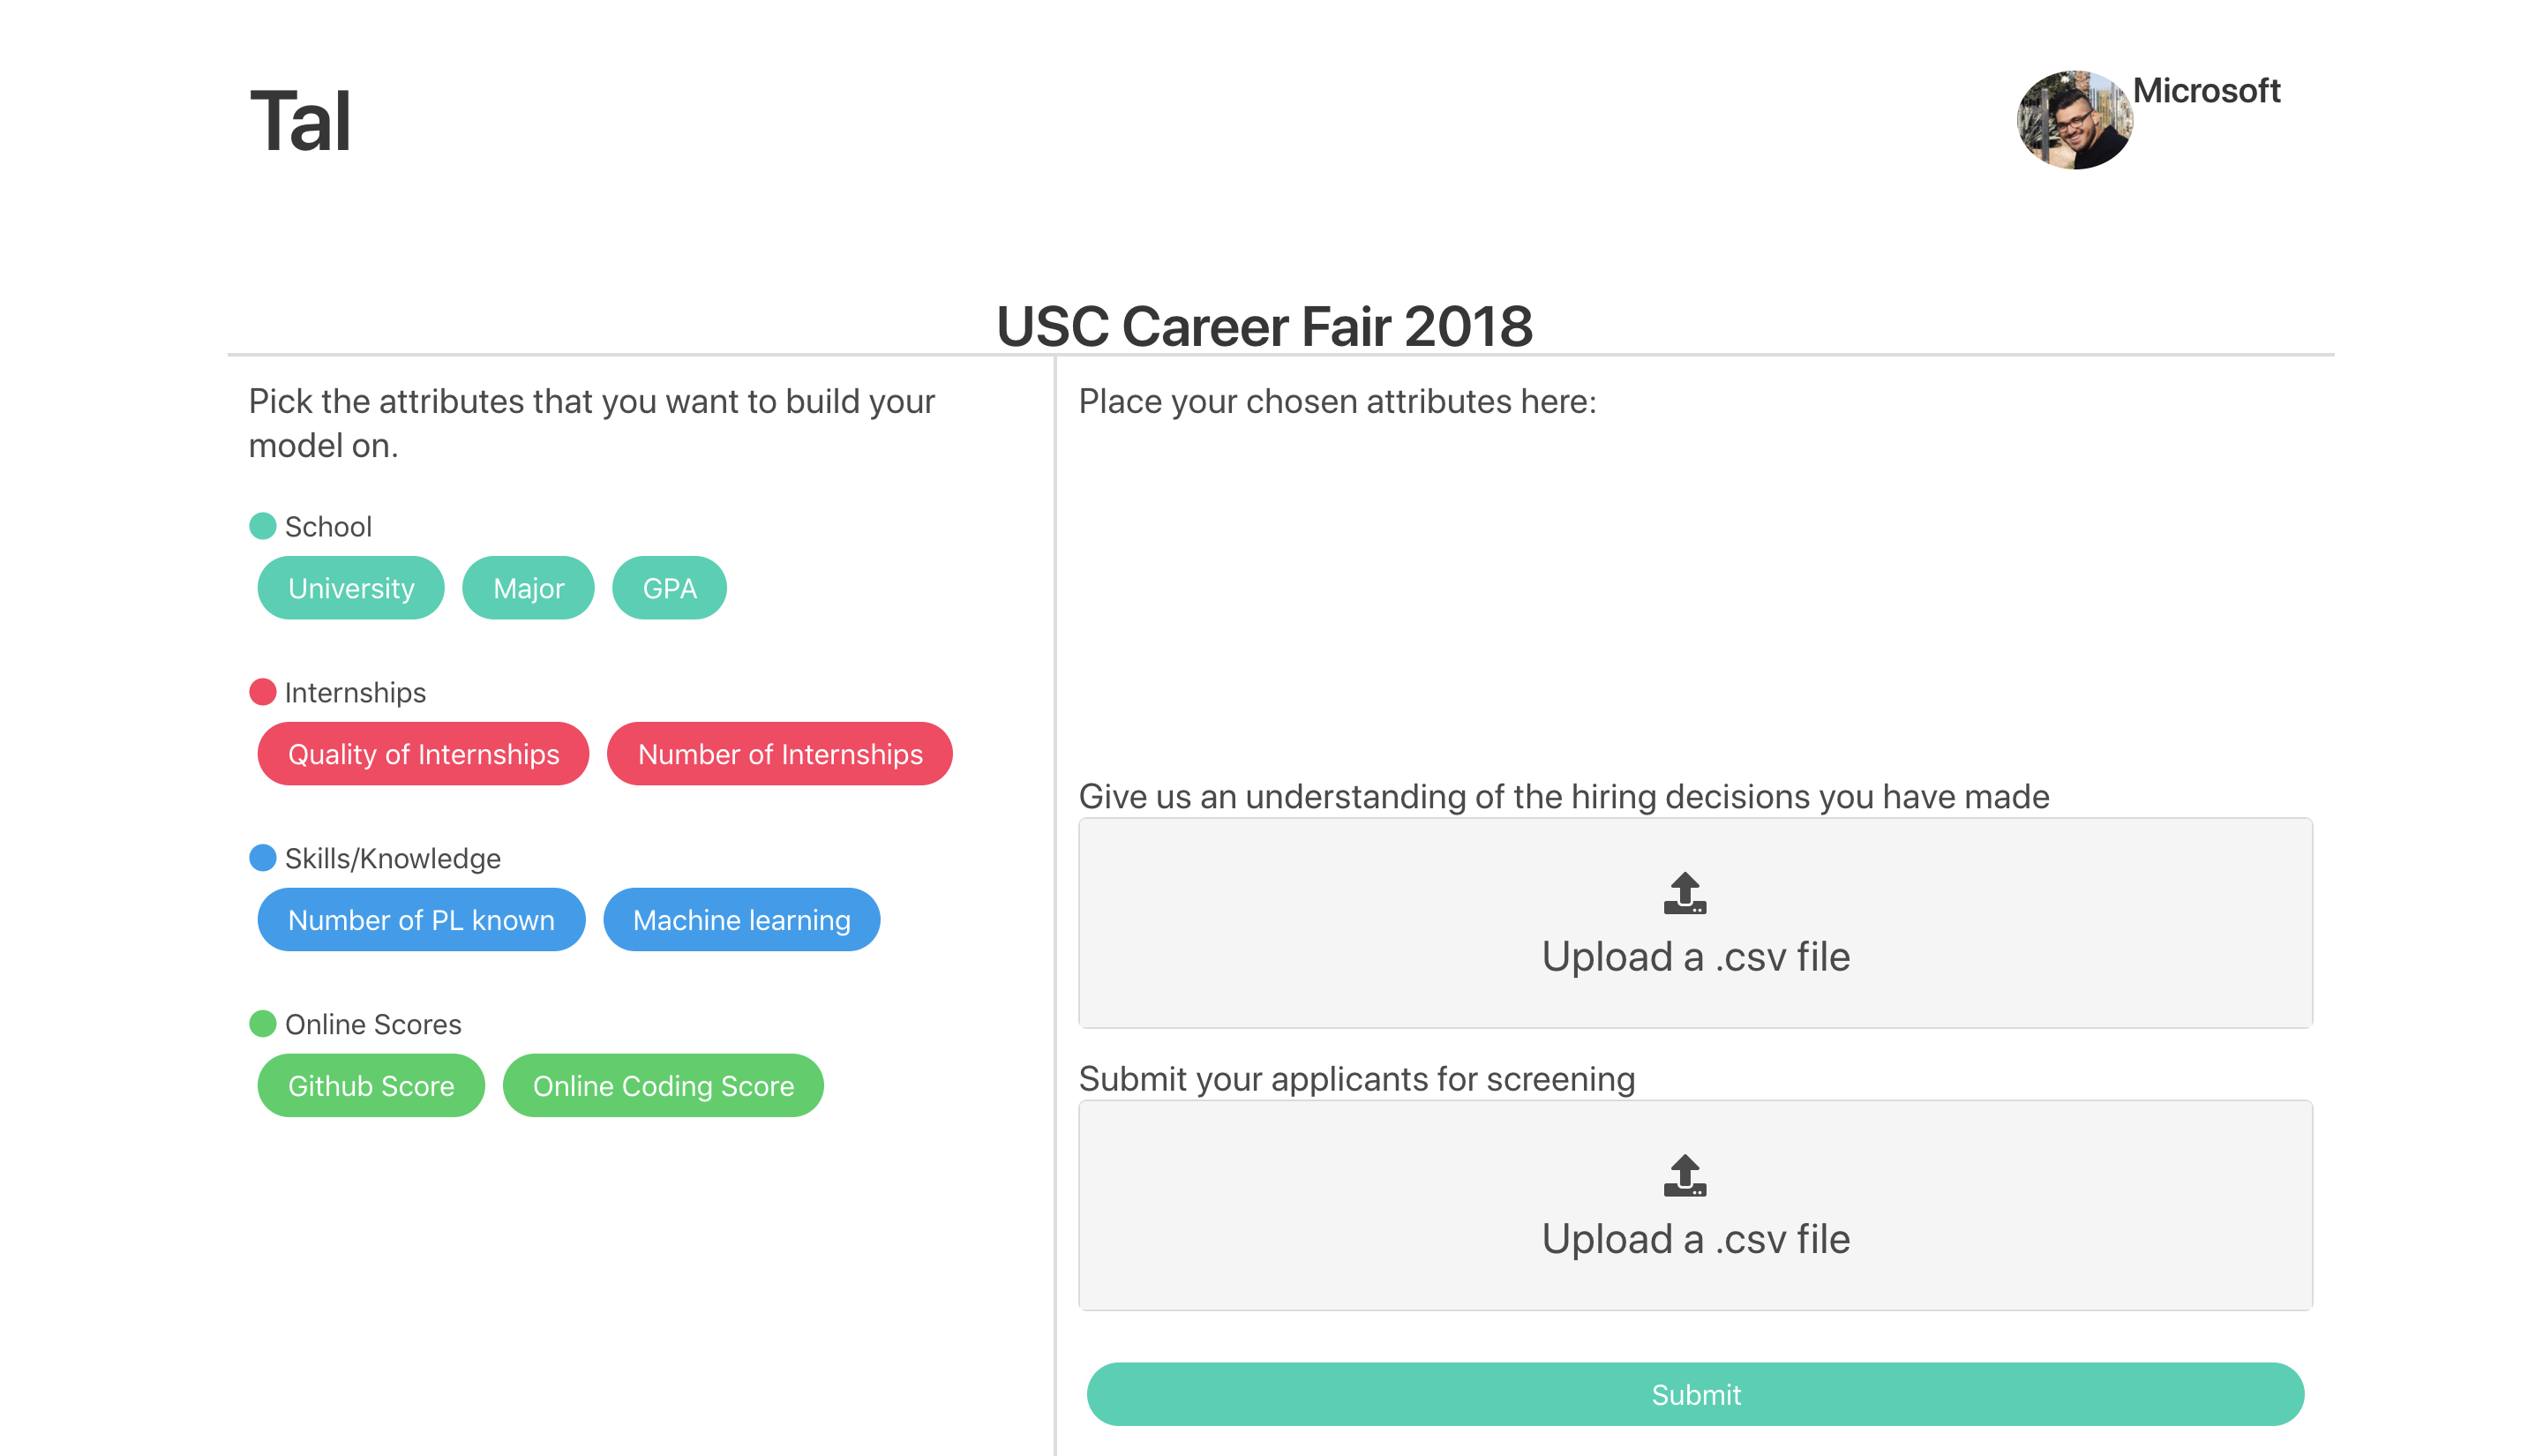 Tal
Microsoft
USC Career Fair 2018
Pick the attributes that you want to build your
model on.
School
University Major GPA
Internships
Quality of Internships Number of Internships
Skills/Knowledge
Number of PL known Machine learning
Online Scores
Github Score Online Coding Score
Place your chosen attributes here:
Give us an understanding of the hiring decisions you have made
Upload a .csv file
Submit your applicants for screening
Upload a .csv file
Submit